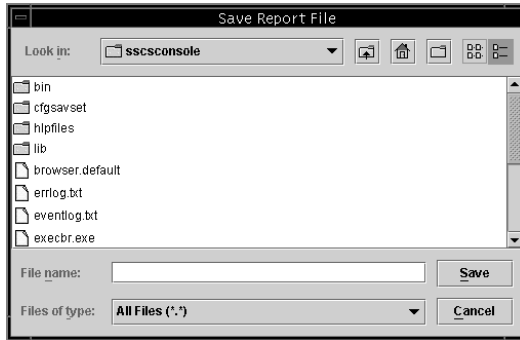 Save Report File
Look in:
sscsconsole
bin
cfgsavset
hlpfiles
lib
browser.default
errlog.txt
eventlog.txt
execbr.exe
File name:
Save
Files of type:
All Files (*.*)
Cancel